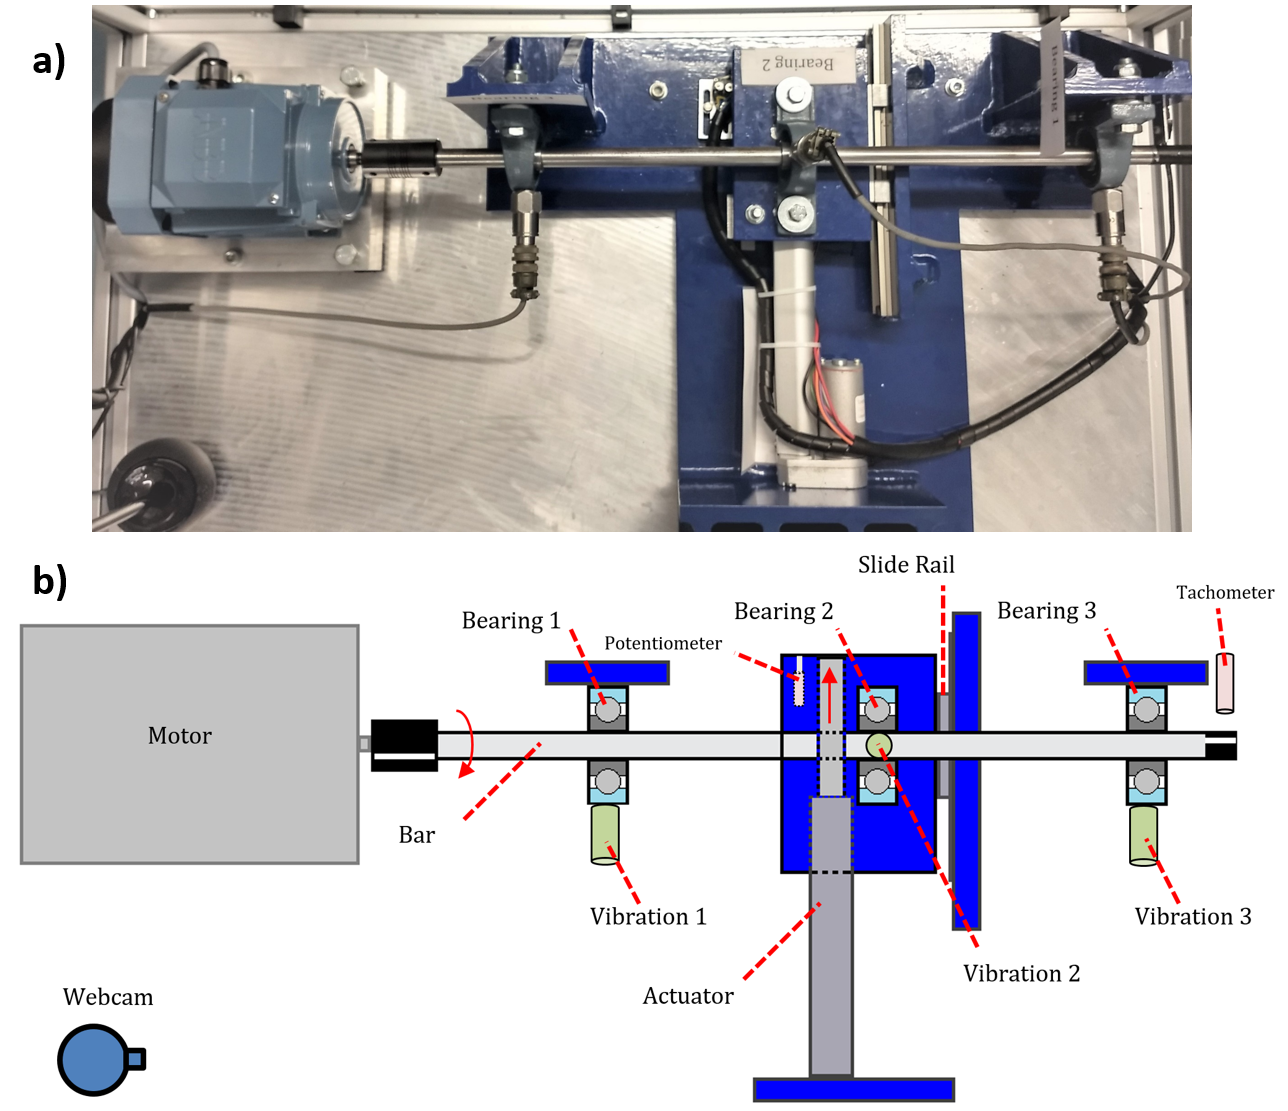 a)
Bearing 2
Bearing 1
b)
Slide Rail
Tachometer
Bearing 1
Bearing 2
Bearing 3
Potentiometer
Motor
Bar
Vibration 1
Vibration 3
Vibration 2
Actuator
Webcam